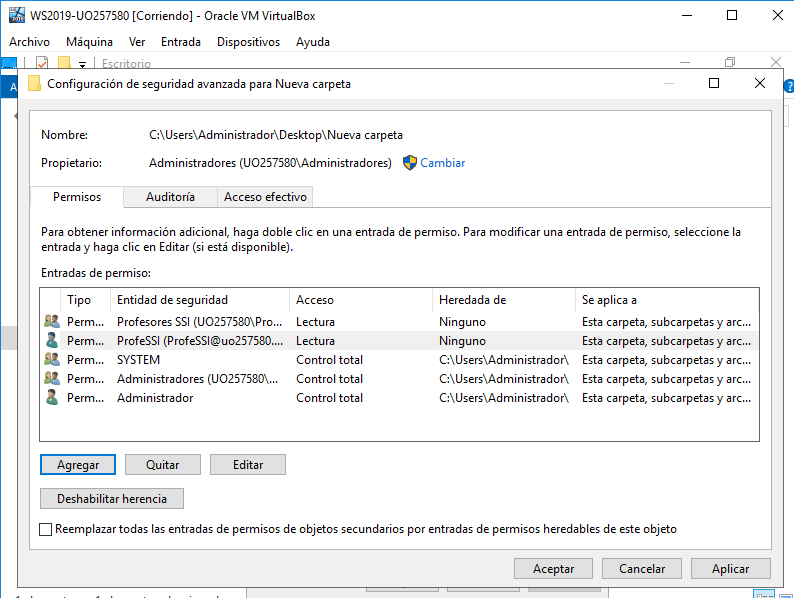 WS2019-UO257580 [Corriendo] - Oracle VM VirtualBox
Archivo Máquina Ver Entrada Dispositivos Ayuda
Escritorio
Configuración de seguridad avanzada para Nueva carpeta
Nombre: C:\Users\Administrador\Desktop\Nueva carpeta
Propietario: Administradores (UO257580\Administradores) Cambiar
Permisos Auditoría Acceso efectivo
Para obtener información adicional, haga doble clic en una entrada de permiso. Para modificar una entrada de permiso, seleccione la
entrada y haga clic en Editar (si está disponible).
Entradas de permiso:
Tipo Entidad de seguridad Acceso Heredada de Se aplica a
Perm... Profesores SSI (UO257580\Pro... Lectura Ninguno Esta carpeta, subcarpetas y arc...
Perm... ProfeSSI (ProfeSSI@uo257580.... Lectura Ninguno Esta carpeta, subcarpetas y arc...
Perm... SYSTEM Control total C:\Users\Administrador\ Esta carpeta, subcarpetas y arc...
Perm... Administradores (UO257580\... Control total C:\Users\Administrador\ Esta carpeta, subcarpetas y arc...
Perm... Administrador Control total C:\Users\Administrador\ Esta carpeta, subcarpetas y arc...
Agregar Quitar Editar
Deshabilitar herencia
Reemplazar todas las entradas de permisos de objetos secundarios por entradas de permisos heredables de este objeto
Aceptar Cancelar Aplicar